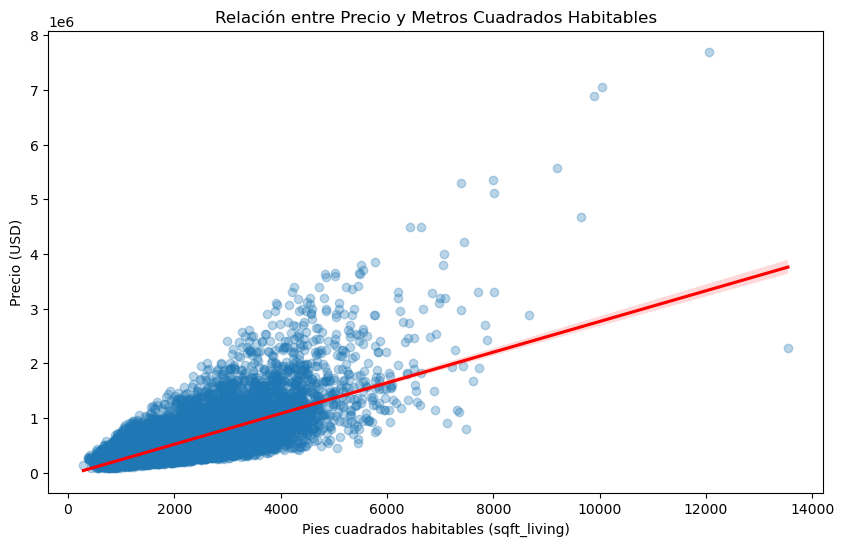 Relación entre Precio y Metros Cuadrados Habitables
1e6
8
7
6
5
4
3
2
1
0
Precio (USD)
0 2000 4000 6000 8000 10000 12000 14000
Pies cuadrados habitables (sqft_living)